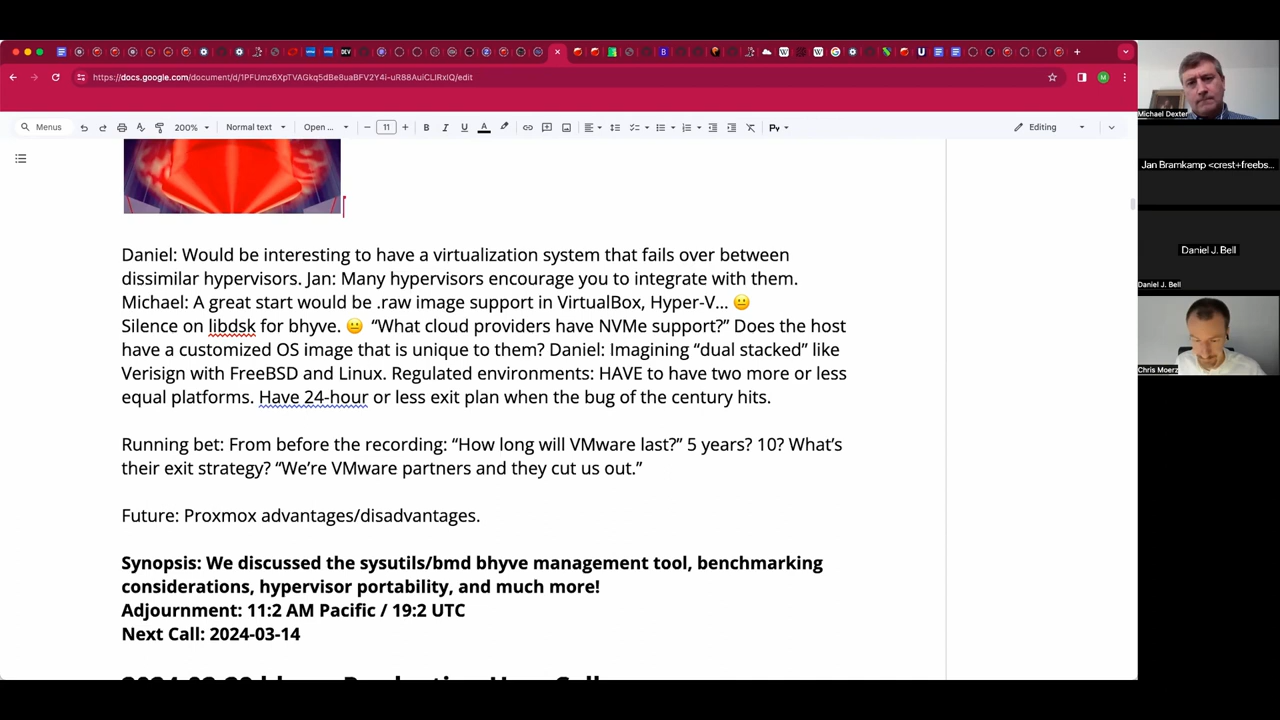 DEV
B
W
W
G
U
https://docs.google.com/document/d/1PFUmz6XpTVAGkq5dBe8uaBFV2Y4i-uR88AuiCLIRxIQ/edit
M
Menus
200%
Normal text
Open ...
11
B
I
U
A
Editing
Daniel: Would be interesting to have a virtualization system that fails over between
dissimilar hypervisors. Jan: Many hypervisors encourage you to integrate with them.
Michael: A great start would be .raw image support in VirtualBox, Hyper-V... 😐
Silence on libdsk for bhyve. 😐 “What cloud providers have NVMe support?” Does the host
have a customized OS image that is unique to them? Daniel: Imagining “dual stacked” like
Verisign with FreeBSD and Linux. Regulated environments: HAVE to have two more or less
equal platforms. Have 24-hour or less exit plan when the bug of the century hits.
Running bet: From before the recording: “How long will VMware last?” 5 years? 10? What’s
their exit strategy? “We’re VMware partners and they cut us out.”
Future: Proxmox advantages/disadvantages.
Synopsis: We discussed the sysutils/bmd bhyve management tool, benchmarking
considerations, hypervisor portability, and much more!
Adjournment: 11:2 AM Pacific / 19:2 UTC
Next Call: 2024-03-14
Michael Dexter
Jan Bramkamp <crest+freebs...
Daniel J. Bell
Daniel J. Bell
Chris Moerz